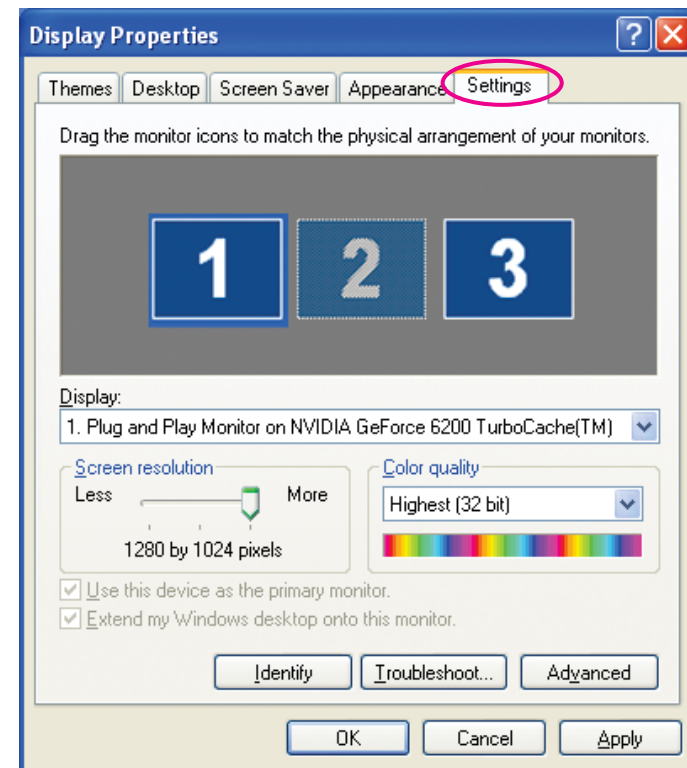 Display Properties
Themes Desktop Screen Saver Appearance Settings
Drag the monitor icons to match the physical arrangement of your monitors.
1 2 3
Display:
1. Plug and Play Monitor on NVIDIA GeForce 6200 TurboCache(TM)
Screen resolution
Less More
1280 by 1024 pixels
Color quality
Highest (32 bit)
Use this device as the primary monitor.
Extend my Windows desktop onto this monitor.
Identify Troubleshoot... Advanced
OK Cancel Apply